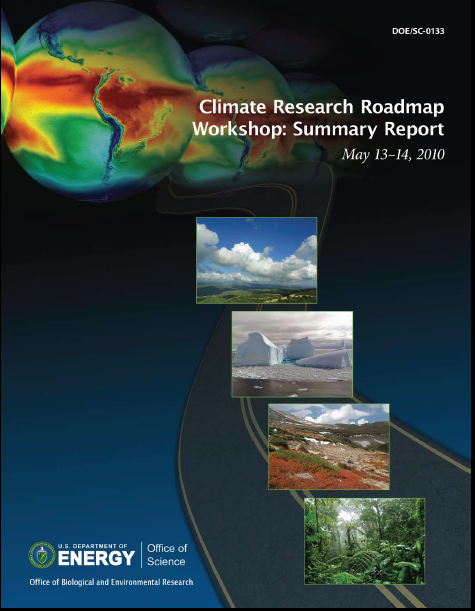 DOE/SC-0133
Climate Research Roadmap
Workshop: Summary Report
May 13–14, 2010
U.S. DEPARTMENT OF
ENERGY
Office of
Science
Office of Biological and Environmental Research